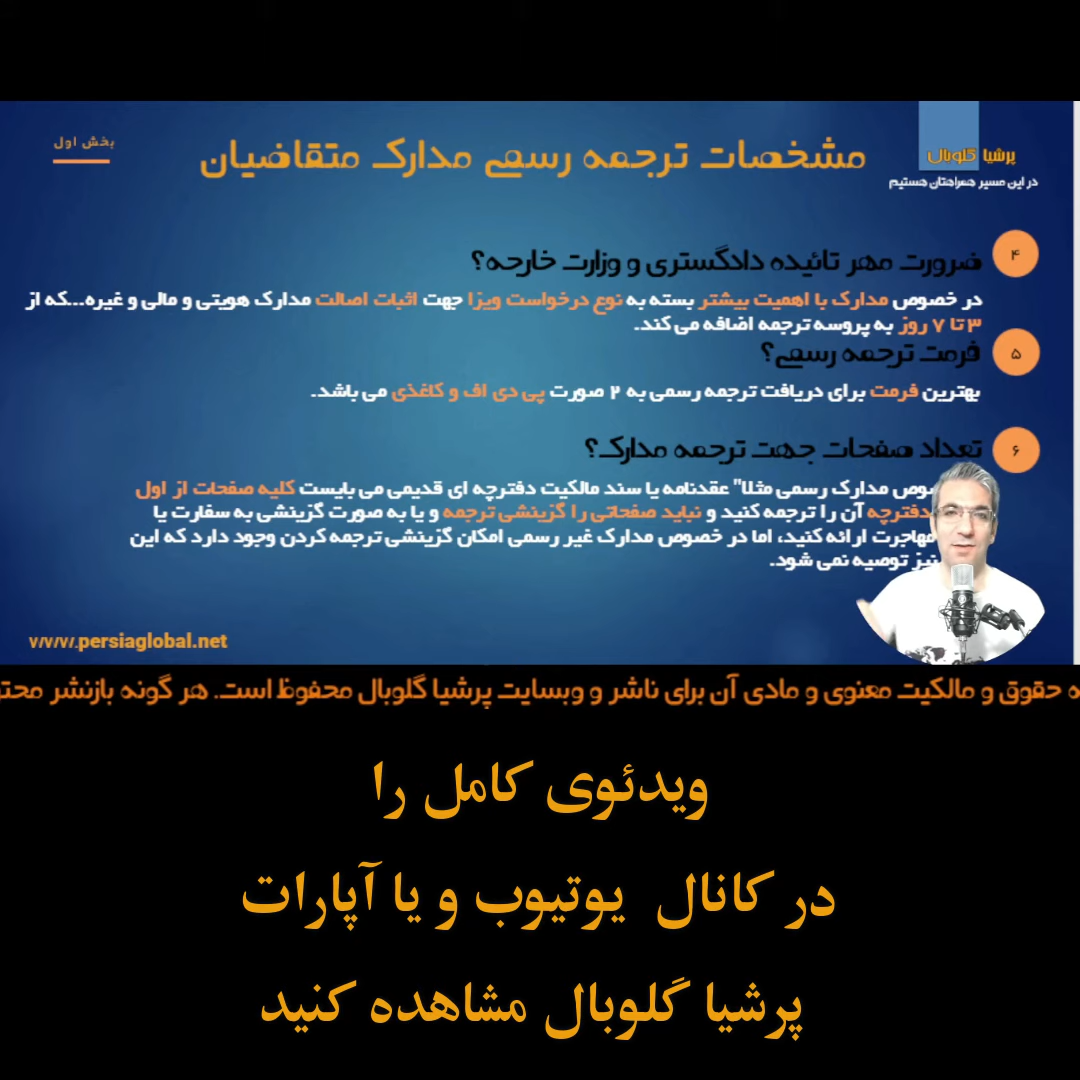 پرشیا گلوبال
در این مسیر همراهتان هستیم
مشخصات ترجمه رسمی مدارک متقاضیان
بخش اول
۴
ضرورت مهر تائیده دادگستری و وزارت خارجه؟
در خصوص مدارک با اهمیت بیشتر بسته به نوع درخواست ویزا جهت اثبات اصالت مدارک هویتی و مالی و غیره...که از
۳ تا ۷ روز به پروسه ترجمه اضافه می کند.
۵
فرمت ترجمه رسمی؟
بهترین فرمت برای دریافت ترجمه رسمی به ۲ صورت پی دی اف و کاغذی می باشد.
۶
تعداد صفحات جهت ترجمه مدارک؟
مدارک رسمی مثلا" عقدنامه یا سند مالکیت دفترچه ای قدیمی می بایست کلیه صفحات از اول
دفترچه آن را ترجمه کنید و نباید صفحاتی را گزینشی ترجمه و یا به صورت گزینشی به سفارت یا
مهاجرت ارائه کنید، اما در خصوص مدارک غیر رسمی امکان گزینشی ترجمه کردن وجود دارد که این
نیز توصیه نمی شود.
www.persiaglobal.net
حقوق و مالکیت معنوی و مادی آن برای ناشر و وبسایت پرشیا گلوبال محفوظ است. هر گونه بازنشر
ویدئوی کامل را
در کانال یوتیوب و یا آپارات
پرشیا گلوبال مشاهده کنید